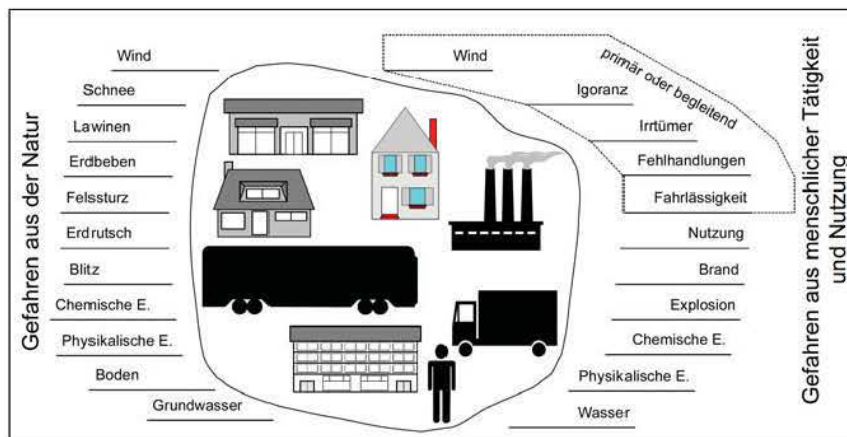 Gefahren aus der Natur
Wind
Schnee
Lawinen
Erdbeben
Felssturz
Erdrutsch
Blitz
Chemische E.
Physikalische E.
Boden
Grundwasser
Wind
Igoranz
Irrtümer
Fehlhandlungen
Fahrlässigkeit
Nutzung
Brand
Explosion
Chemische E.
Physikalische E.
Wasser
primär oder begleitend
Gefahren aus menschlicher Tätigkeit
und Nutzung